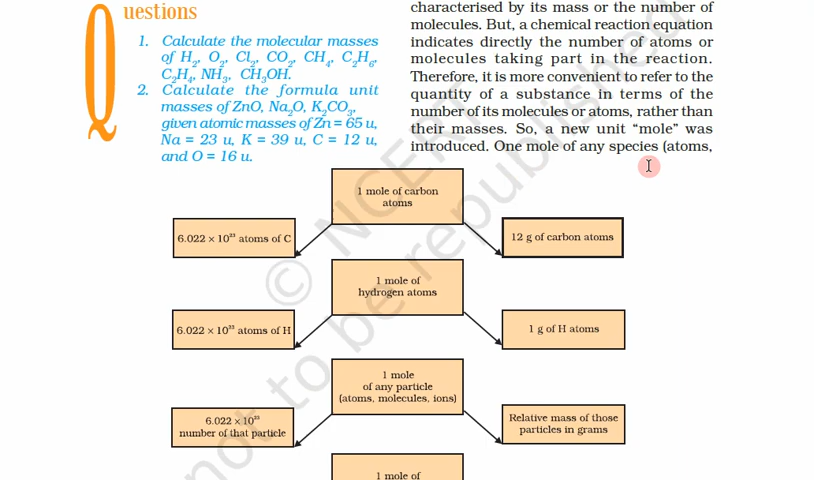 Questions
1. Calculate the molecular masses
of H₂, O₂, Cl₂, CO₂, CH₄, C₂H₆,
C₂H₄, NH₃, CH₃OH.
2. Calculate the formula unit
masses of ZnO, Na₂O, K₂CO₃,
given atomic masses of Zn = 65 u,
Na = 23 u, K = 39 u, C = 12 u,
and O = 16 u.
characterised by its mass or the number of
molecules. But, a chemical reaction equation
indicates directly the number of atoms or
molecules taking part in the reaction.
Therefore, it is more convenient to refer to the
quantity of a substance in terms of the
number of its molecules or atoms, rather than
their masses. So, a new unit “mole” was
introduced. One mole of any species (atoms,
1 mole of carbon
atoms
6.022 × 10²³ atoms of C
12 g of carbon atoms
1 mole of
hydrogen atoms
6.022 × 10²³ atoms of H
1 g of H atoms
1 mole
of any particle
(atoms, molecules, ions)
6.022 × 10²³
number of that particle
Relative mass of those
particles in grams
1 mole of
© NCERT
not to be republished